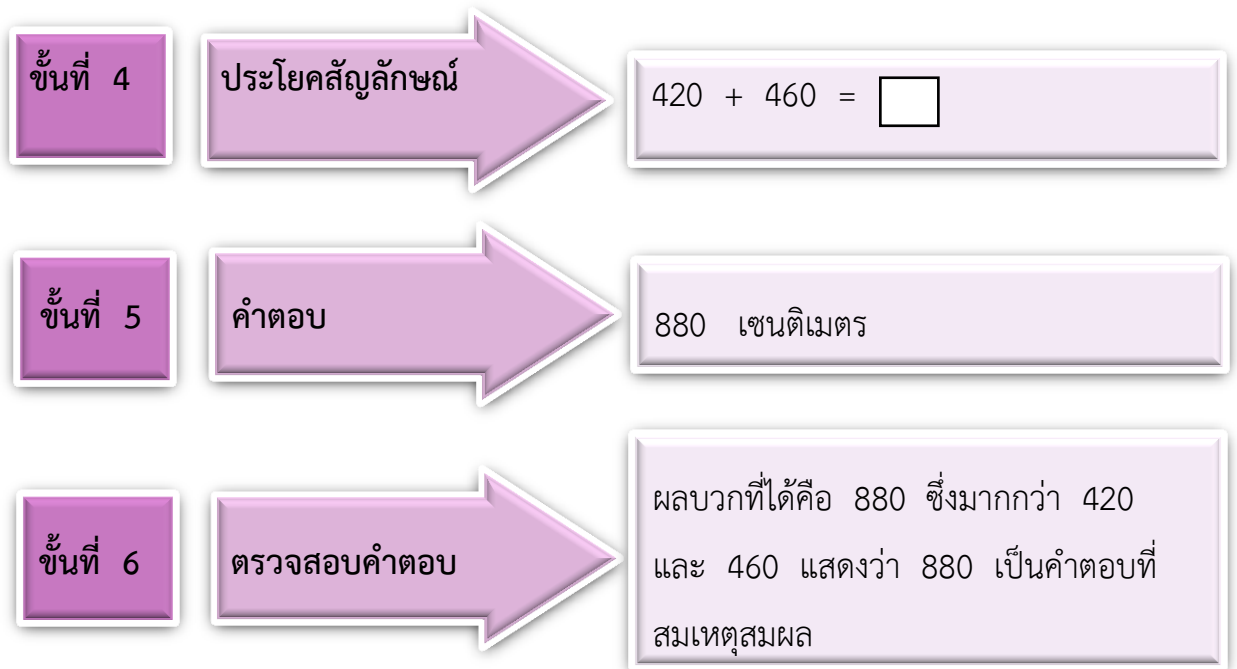 ขั้นที่ 4
ประโยคสัญลักษณ์
420 + 460 =
ขั้นที่ 5
คำตอบ
880 เซนติเมตร
ขั้นที่ 6
ตรวจสอบคำตอบ
ผลบวกที่ได้คือ 880 ซึ่งมากกว่า 420
และ 460 แสดงว่า 880 เป็นคำตอบที่
สมเหตุสมผล